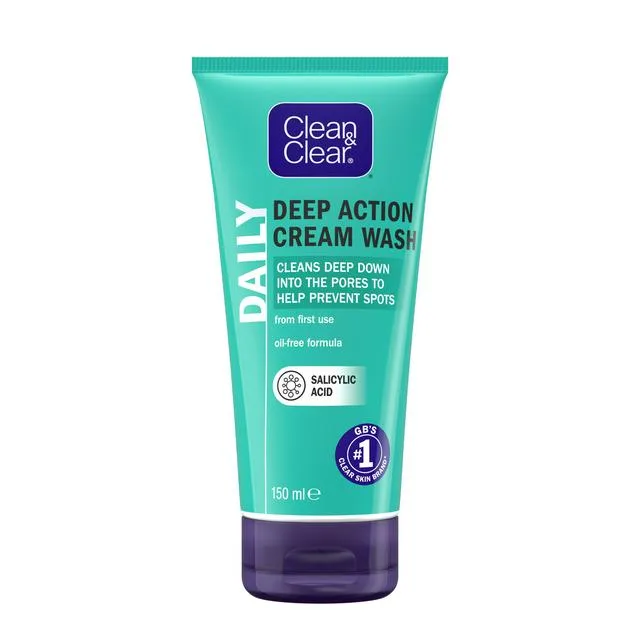 Clean &
Clear®
DAILY
DEEP ACTION
CREAM WASH
CLEANS DEEP DOWN
INTO THE PORES TO
HELP PREVENT SPOTS
from first use
oil-free formula
SALICYLIC
ACID
GB'S
#1
CLEAR SKIN BRAND*
150 ml ℮